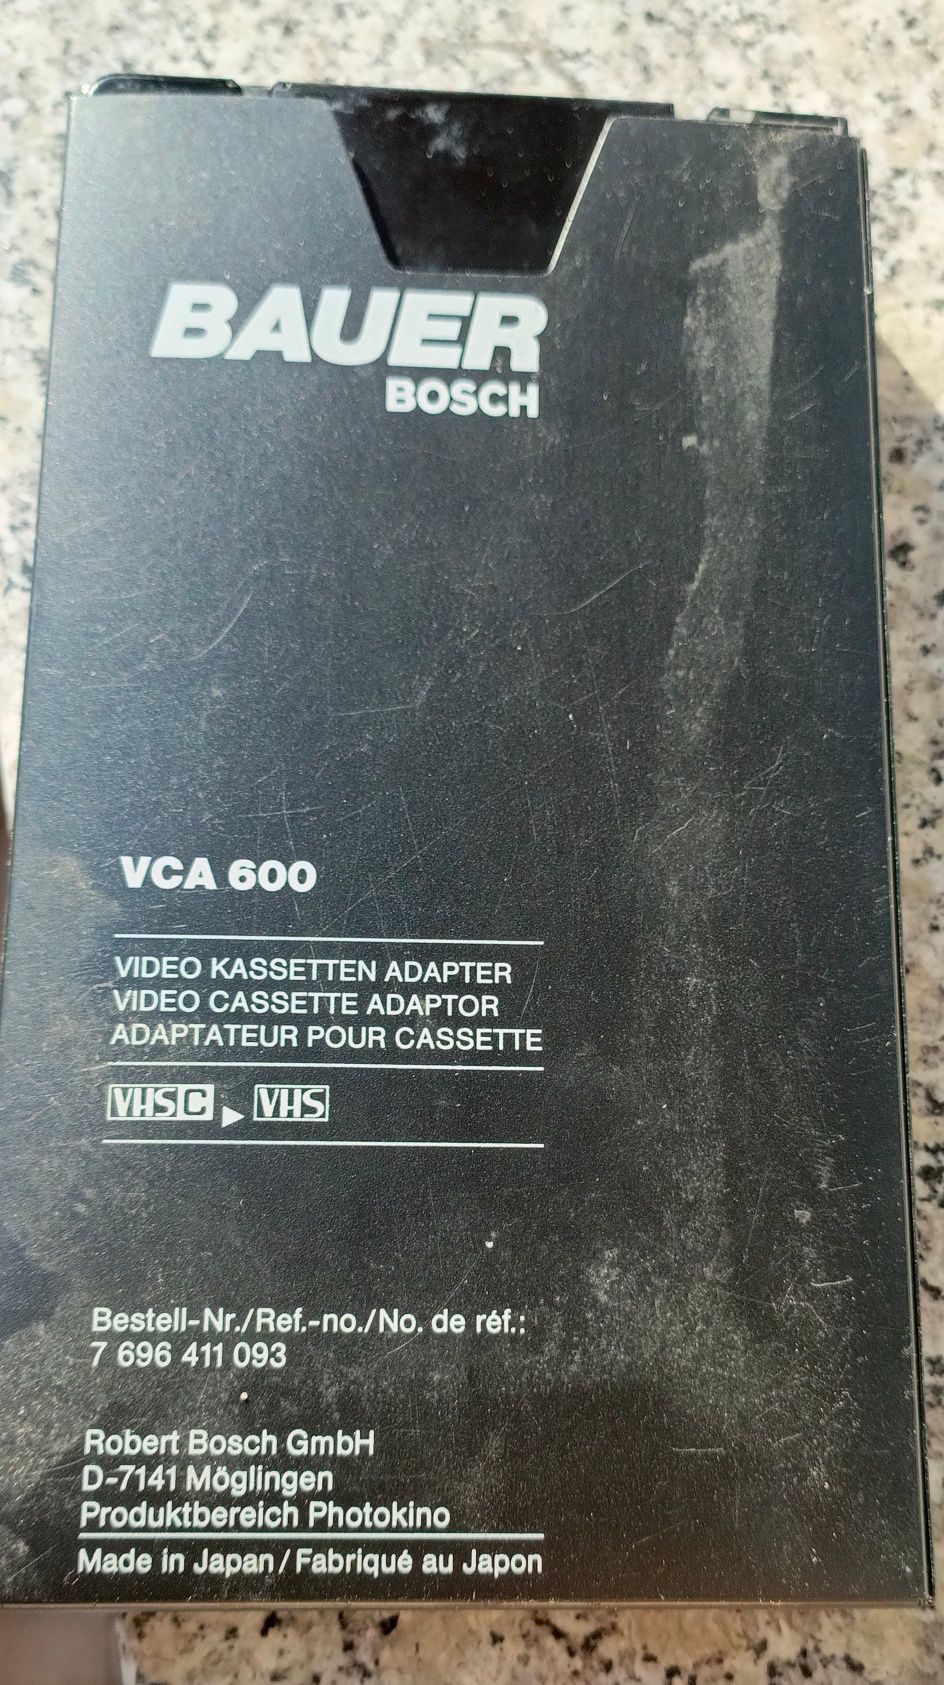 BAUER
BOSCH
VCA 600
VIDEO KASSETTEN ADAPTER
VIDEO CASSETTE ADAPTOR
ADAPTATEUR POUR CASSETTE
VHS C ▶ VHS
Bestell-Nr./Ref.-no./No. de réf.:
7 696 411 093
Robert Bosch GmbH
D-7141 Möglingen
Produktbereich Photokino
Made in Japan/Fabriqué au Japon